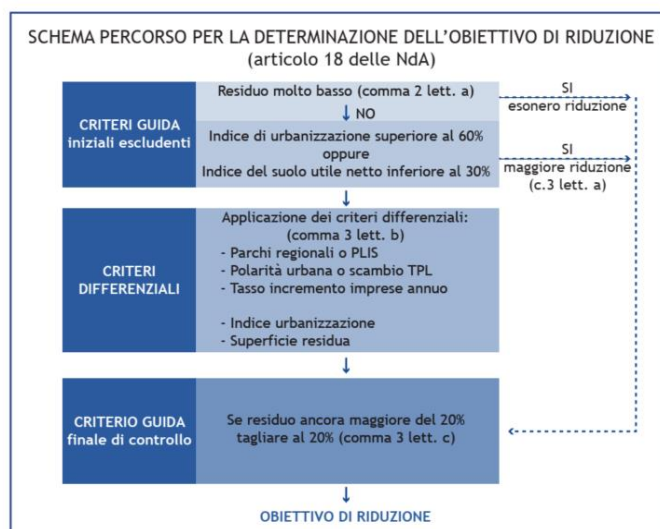 SCHEMA PERCORSO PER LA DETERMINAZIONE DELL'OBIETTIVO DI RIDUZIONE
(articolo 18 delle NdA)
CRITERI GUIDA
iniziali escludenti
Residuo molto basso (comma 2 lett. a)
NO
Indice di urbanizzazione superiore al 60%
oppure
Indice del suolo utile netto inferiore al 30%
SI
esonero riduzione
SI
maggiore riduzione
(c.3 lett. a)
CRITERI
DIFFERENZIALI
Applicazione dei criteri differenziali:
(comma 3 lett. b)
- Parchi regionali o PLIS
- Polarità urbana o scambio TPL
- Tasso incremento imprese annuo
- Indice urbanizzazione
- Superficie residua
CRITERIO GUIDA
finale di controllo
Se residuo ancora maggiore del 20%
tagliare al 20% (comma 3 lett. c)
OBIETTIVO DI RIDUZIONE